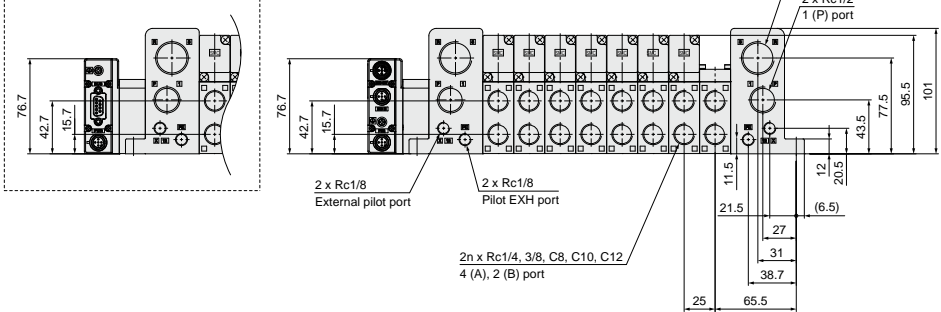 2 x Rc1/2
1 (P) port
76.7
42.7
15.7
76.7
42.7
15.7
11.5
12
20.5
43.5
77.5
95.5
101
2 x Rc1/8
External pilot port
2 x Rc1/8
Pilot EXH port
21.5
(6.5)
27
31
38.7
2n x Rc1/4, 3/8, C8, C10, C12
4 (A), 2 (B) port
25
65.5